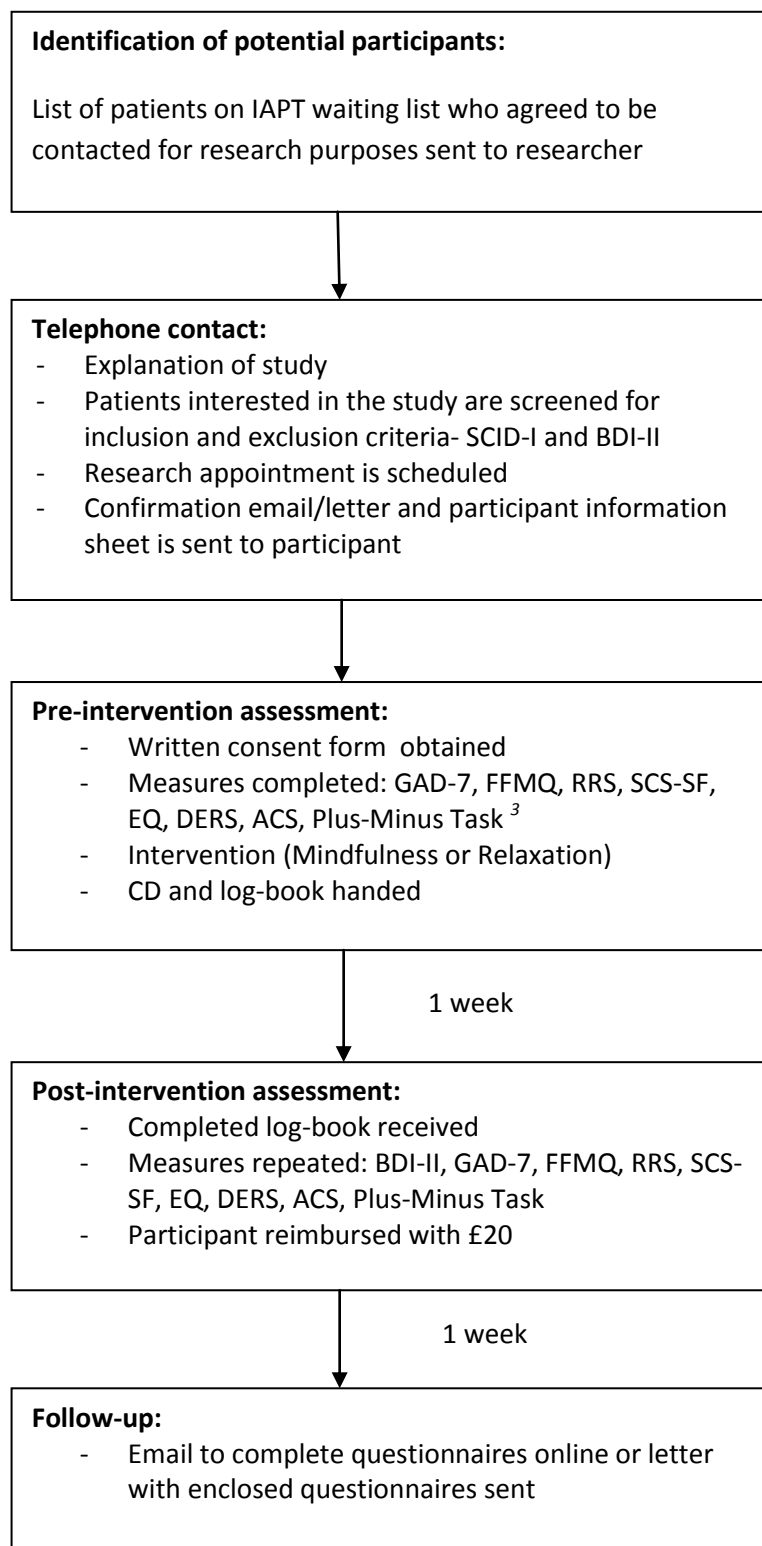 Identification of potential participants:
List of patients on IAPT waiting list who agreed to be
contacted for research purposes sent to researcher
Telephone contact:
- Explanation of study
- Patients interested in the study are screened for
inclusion and exclusion criteria- SCID-I and BDI-II
- Research appointment is scheduled
- Confirmation email/letter and participant information
sheet is sent to participant
Pre-intervention assessment:
- Written consent form obtained
- Measures completed: GAD-7, FFMQ, RRS, SCS-SF,
EQ, DERS, ACS, Plus-Minus Task ³
- Intervention (Mindfulness or Relaxation)
- CD and log-book handed
1 week
Post-intervention assessment:
- Completed log-book received
- Measures repeated: BDI-II, GAD-7, FFMQ, RRS, SCS-
SF, EQ, DERS, ACS, Plus-Minus Task
- Participant reimbursed with £20
1 week
Follow-up:
- Email to complete questionnaires online or letter
with enclosed questionnaires sent